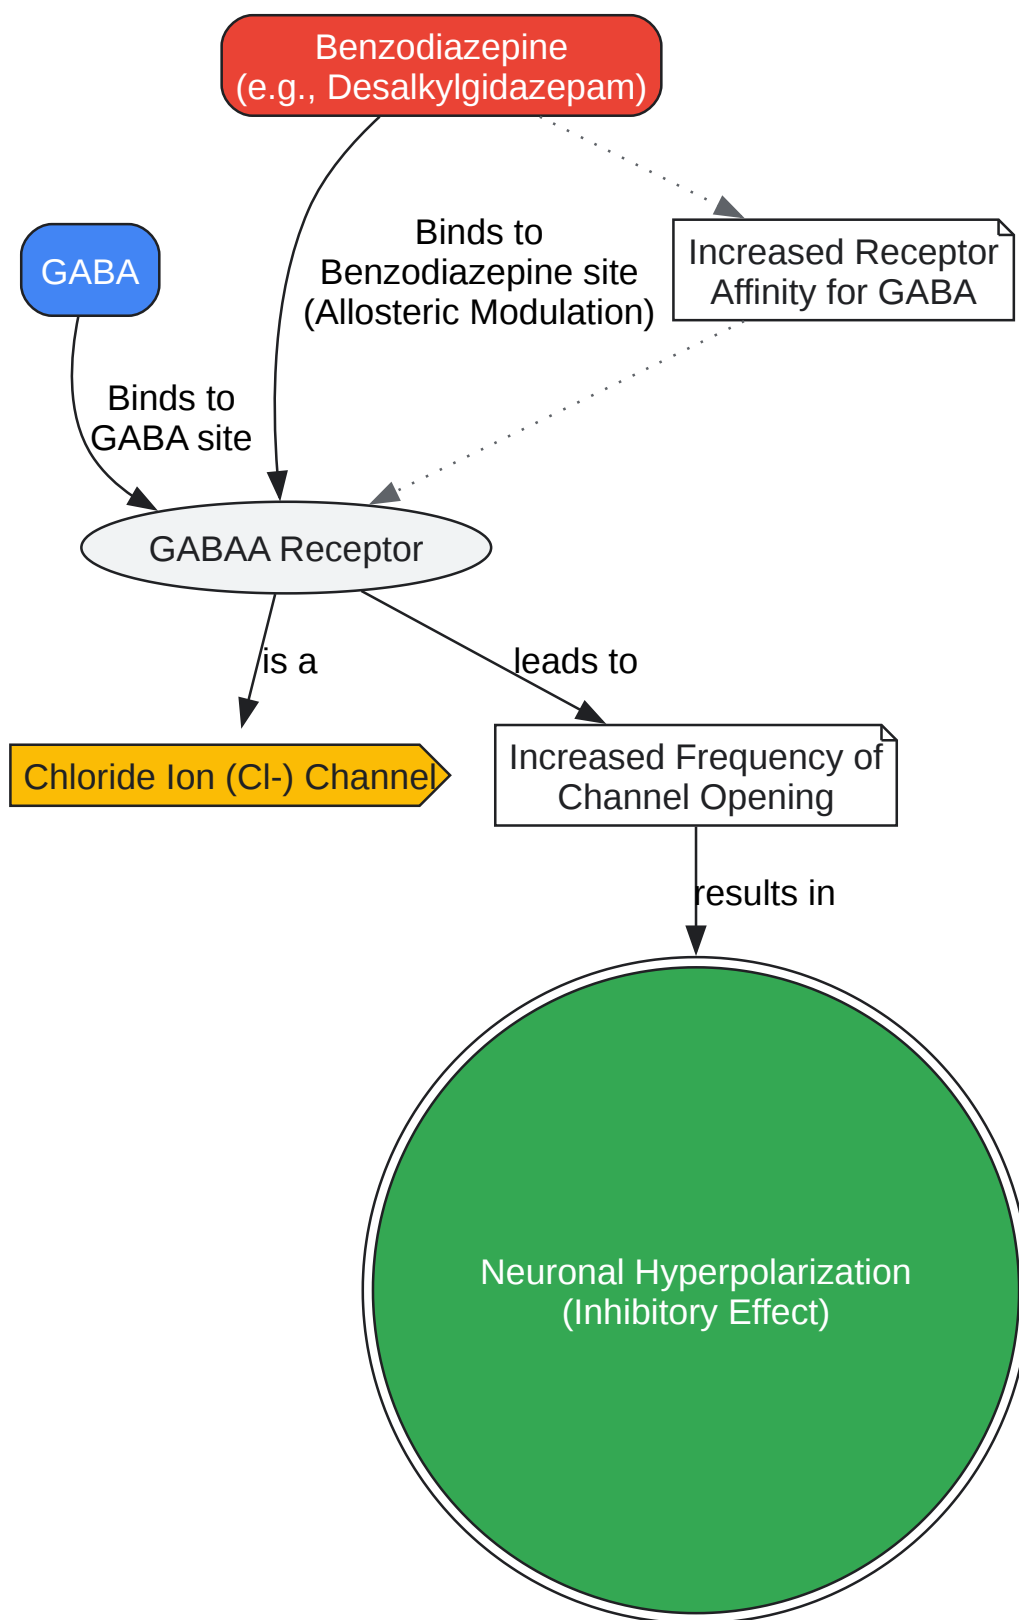 Benzodiazepine
(e.g., Desalkylgidazepam)
GABA
Binds to
Benzodiazepine site
(Allosteric Modulation)
Increased Receptor
Affinity for GABA
Binds to
GABA site
GABAA Receptor
is a
leads to
Chloride Ion (Cl-) Channel
Increased Frequency of
Channel Opening
results in
Neuronal Hyperpolarization
(Inhibitory Effect)